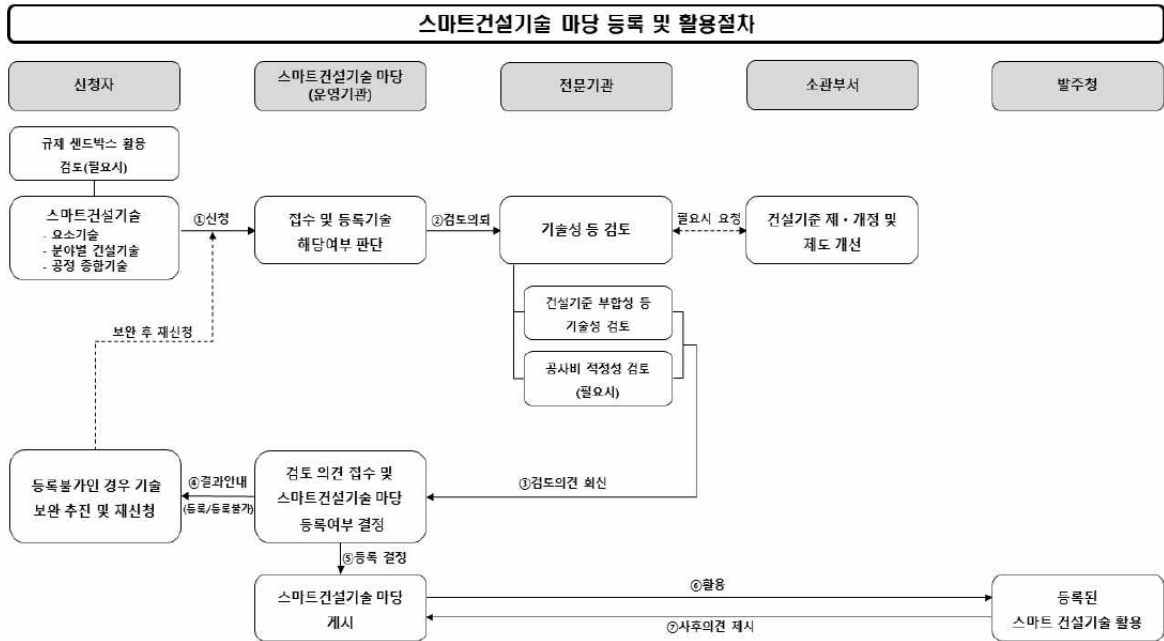 스마트건설기술 마당 등록 및 활용절차
신청자
스마트건설기술 마당
(운영기관)
전문기관
소관부서
발주청
규제 샌드박스 활용
검토(필요시)
스마트건설기술
- 요소기술
- 분야별 건설기술
- 공정 종합기술
①신청
접수 및 등록기술
해당여부 판단
②검토의뢰
기술성 등 검토
필요시 요청
건설기준 제・개정 및
제도 개선
건설기준 부합성 등
기술성 검토
공사비 적정성 검토
(필요시)
보완 후 재신청
등록불가인 경우 기술
보완 추진 및 재신청
④결과안내
(등록/등록불가)
검토 의견 접수 및
스마트건설기술 마당
등록여부 결정
③검토의견 회신
⑤등록 결정
스마트건설기술 마당
게시
⑥활용
⑦사후의견 제시
등록된
스마트 건설기술 활용